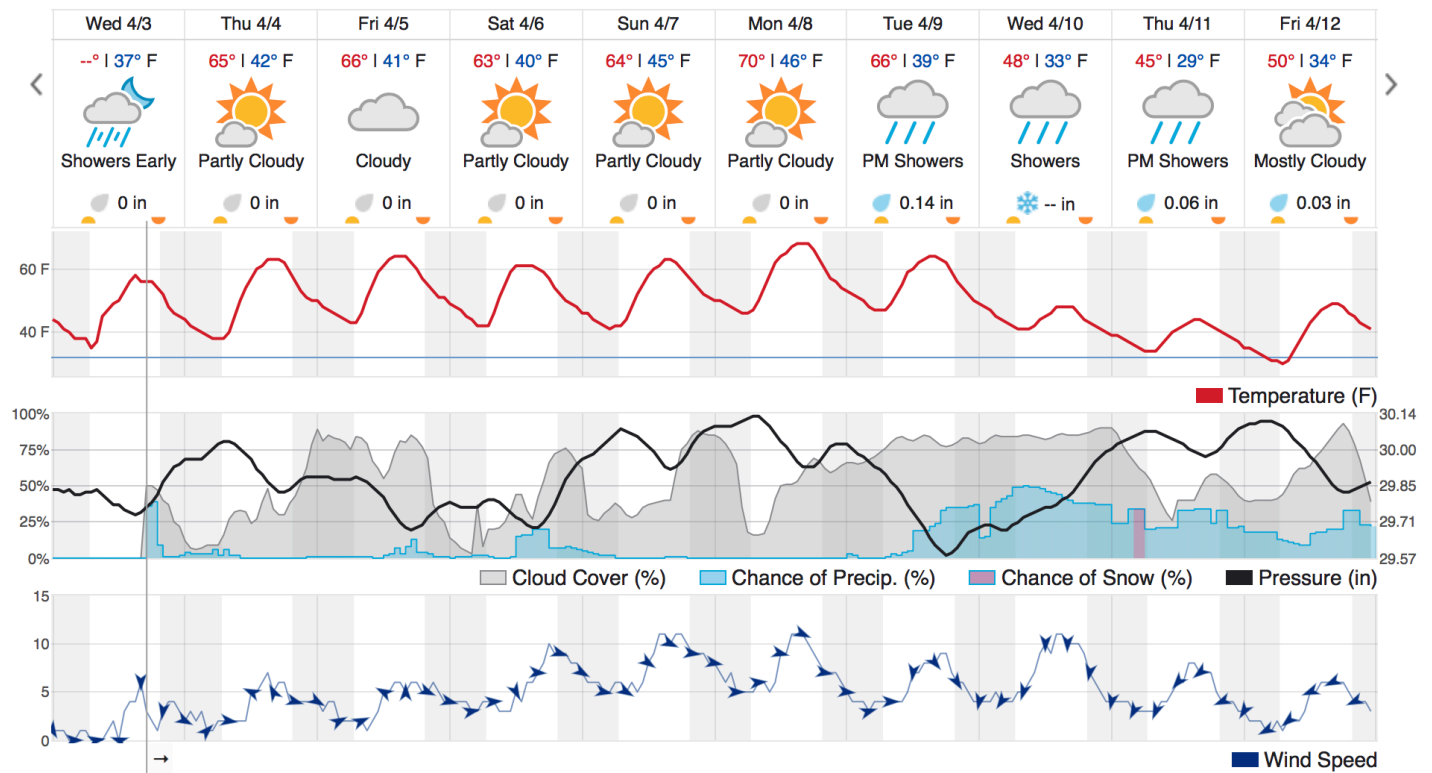 Wed 4/3 Thu 4/4 Fri 4/5 Sat 4/6 Sun 4/7 Mon 4/8 Tue 4/9 Wed 4/10 Thu 4/11 Fri 4/12
--° | 37° F 65° | 42° F 66° | 41° F 63° | 40° F 64° | 45° F 70° | 46° F 66° | 39° F 48° | 33° F 45° | 29° F 50° | 34° F
Showers Early Partly Cloudy Cloudy Partly Cloudy Partly Cloudy Partly Cloudy PM Showers Showers PM Showers Mostly Cloudy
0 in 0 in 0 in 0 in 0 in 0 in 0.14 in -- in 0.06 in 0.03 in
60 F
40 F
Temperature (F)
100% 30.14
75% 30.00
50% 29.85
25% 29.71
0% 29.57
Cloud Cover (%) Chance of Precip. (%) Chance of Snow (%) Pressure (in)
15
10
5
0
→ Wind Speed